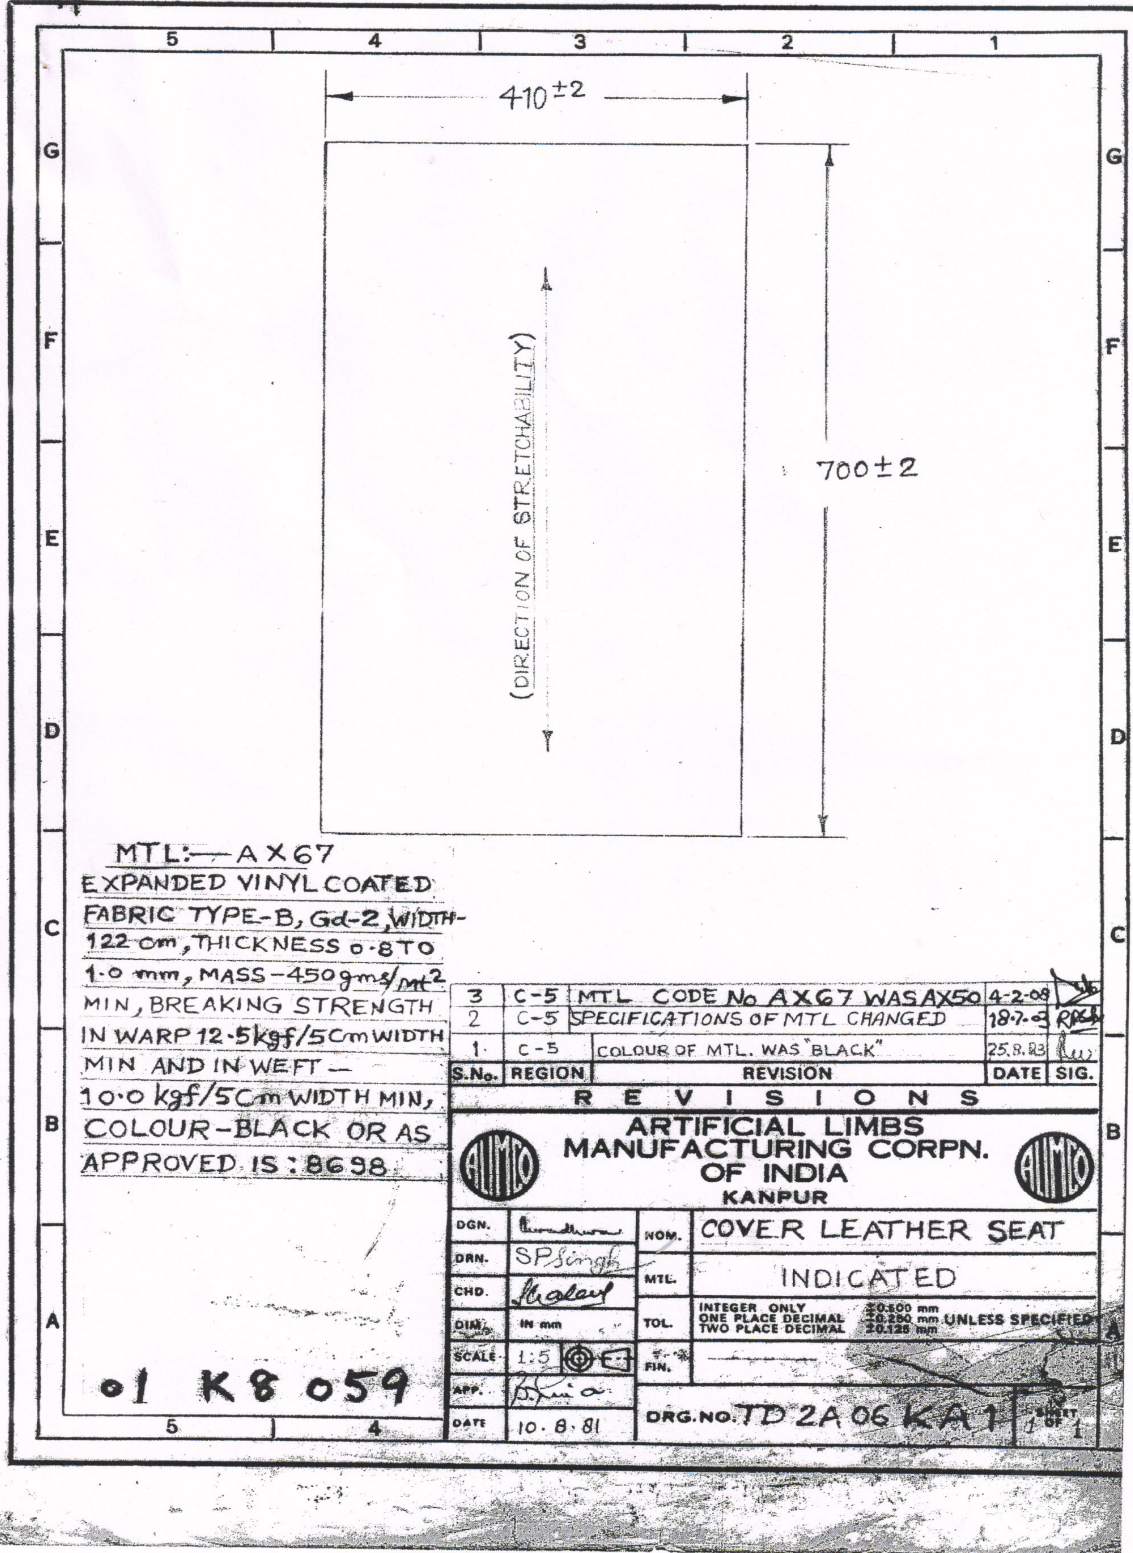 5 4 3 2 1
410±2
G G
F F
(DIRECTION OF STRETCHABILITY)
700±2
E E
D D
MTL:— AX67
EXPANDED VINYL COATED
FABRIC TYPE-B, Gd-2, WIDTH-
122 cm, THICKNESS 0·8 TO
1·0 mm, MASS-450 gms/mt2
MIN, BREAKING STRENGTH
IN WARP 12·5kgf/5Cm WIDTH
MIN AND IN WEFT —
10·0 kgf/5Cm WIDTH MIN,
COLOUR-BLACK OR AS
APPROVED IS : 8698
C C
3 C-5 MTL CODE No AX67 WAS AX50 4-2-08
2 C-5 SPECIFICATIONS OF MTL CHANGED 18-7-03
1. C-5 COLOUR OF MTL. WAS "BLACK" 25.8.83
S.No. REGION REVISION DATE SIG.
REVISIONS
B B
ALIMCO ALIMCO
ARTIFICIAL LIMBS
MANUFACTURING CORPN.
OF INDIA
KANPUR
DGN.
NOM. COVER LEATHER SEAT
DRN. SPSingh
MTL. INDICATED
CHD.
DIM. IN mm
TOL. INTEGER ONLY ±0.500 mm
ONE PLACE DECIMAL ±0.250 mm UNLESS SPECIFIED
TWO PLACE DECIMAL ±0.125 mm
A A
SCALE 1:5
FIN.
APP.
DATE 10·8·81
DRG.NO. TD 2A 06 KA 1
SHEET
1 OF 1
01 K8 059
5 4